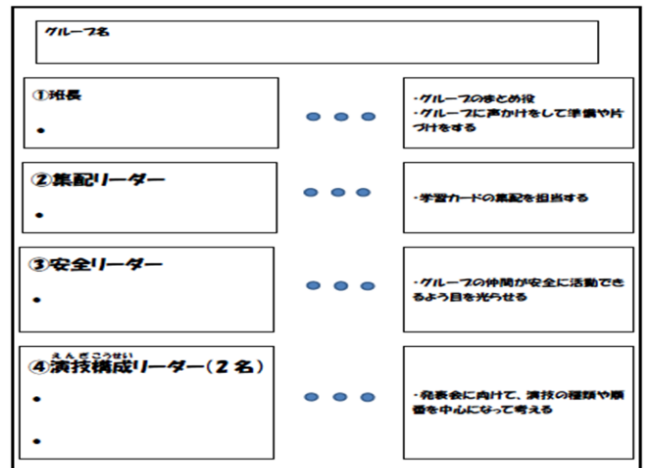 グループ名
①班長
・
・グループのまとめ役
・グループに声かけをして準備や片
づけをする
②集配リーダー
・
・学習カードの集配を担当する
③安全リーダー
・
・グループの仲間が安全に活動でき
るよう目を光らせる
えんぎこうせい
④演技構成リーダー(2名)
・
・
・発表会に向けて、演技の種類や順
番を中心になって考える